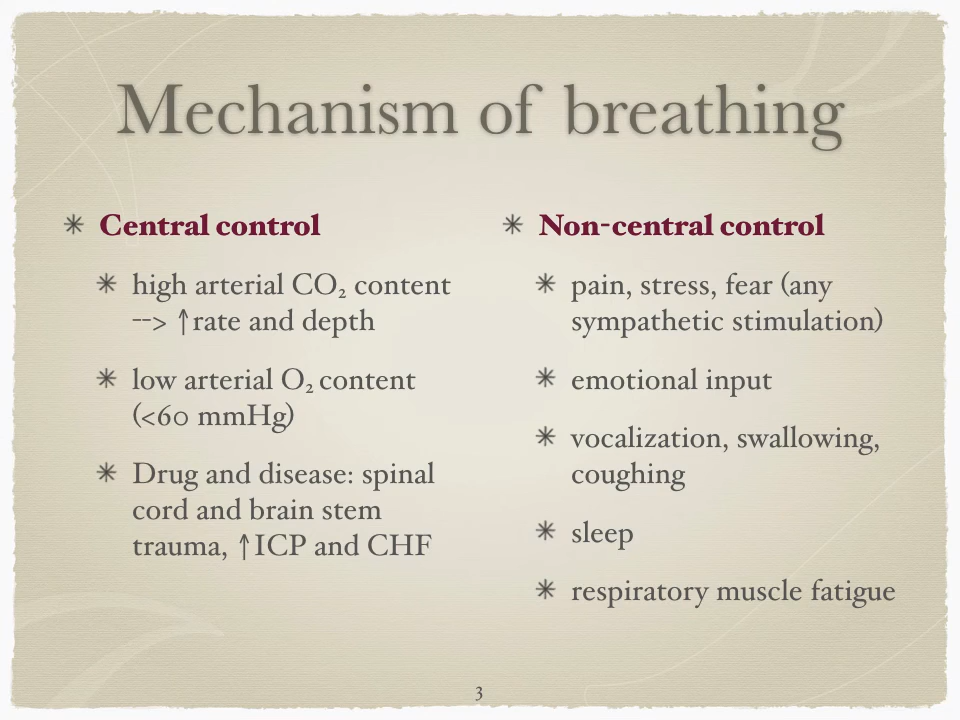 Mechanism of breathing
Central control
high arterial CO₂ content
--> ↑rate and depth
low arterial O₂ content
(<60 mmHg)
Drug and disease: spinal
cord and brain stem
trauma, ↑ICP and CHF
Non-central control
pain, stress, fear (any
sympathetic stimulation)
emotional input
vocalization, swallowing,
coughing
sleep
respiratory muscle fatigue
3